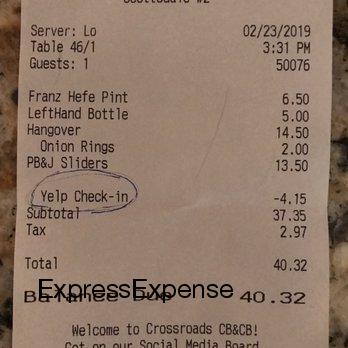 Scottsdale #2
Server: Lo 02/23/2019
Table 46/1 3:31 PM
Guests: 1 50076
Franz Hefe Pint 6.50
LeftHand Bottle 5.00
Hangover 14.50
Onion Rings 2.00
PB&J Sliders 13.50
Yelp Check-in -4.15
Subtotal 37.35
Tax 2.97
Total 40.32
Balance Due 40.32
ExpressExpense
Welcome to Crossroads CB&CB!
Get on our Social Media Board